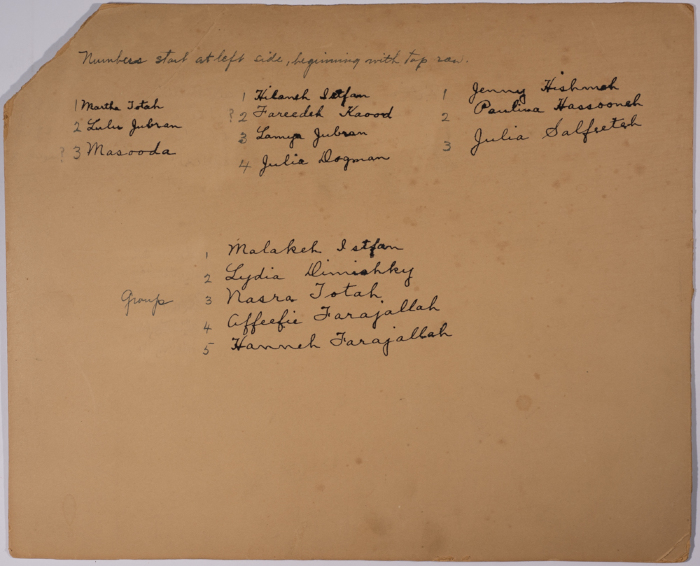 Numbers start at left side, beginning with top row.
1 Martha Totah
2 Lulu Jubran
? 3 Masooda
1 Hilaneh Istfan
? 2 Fareedeh Kaood
3 Lamya Jubran
4 Julia Dogman
1 Jenny Hishmeh
2 Paulina Hassooneh
3 Julia Salfeeteh
Group
1 Malakeh Istfan
2 Lydia Dimishky
3 Nasra Totah
4 Affeefie Farajallah
5 Hanneh Farajallah